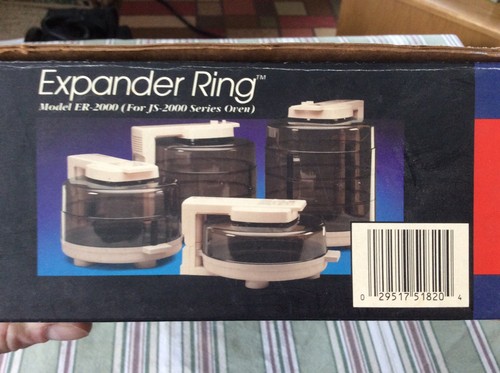 Expander Ring™
Model ER-2000 (For JS-2000 Series Oven)
0 29517 51820 4